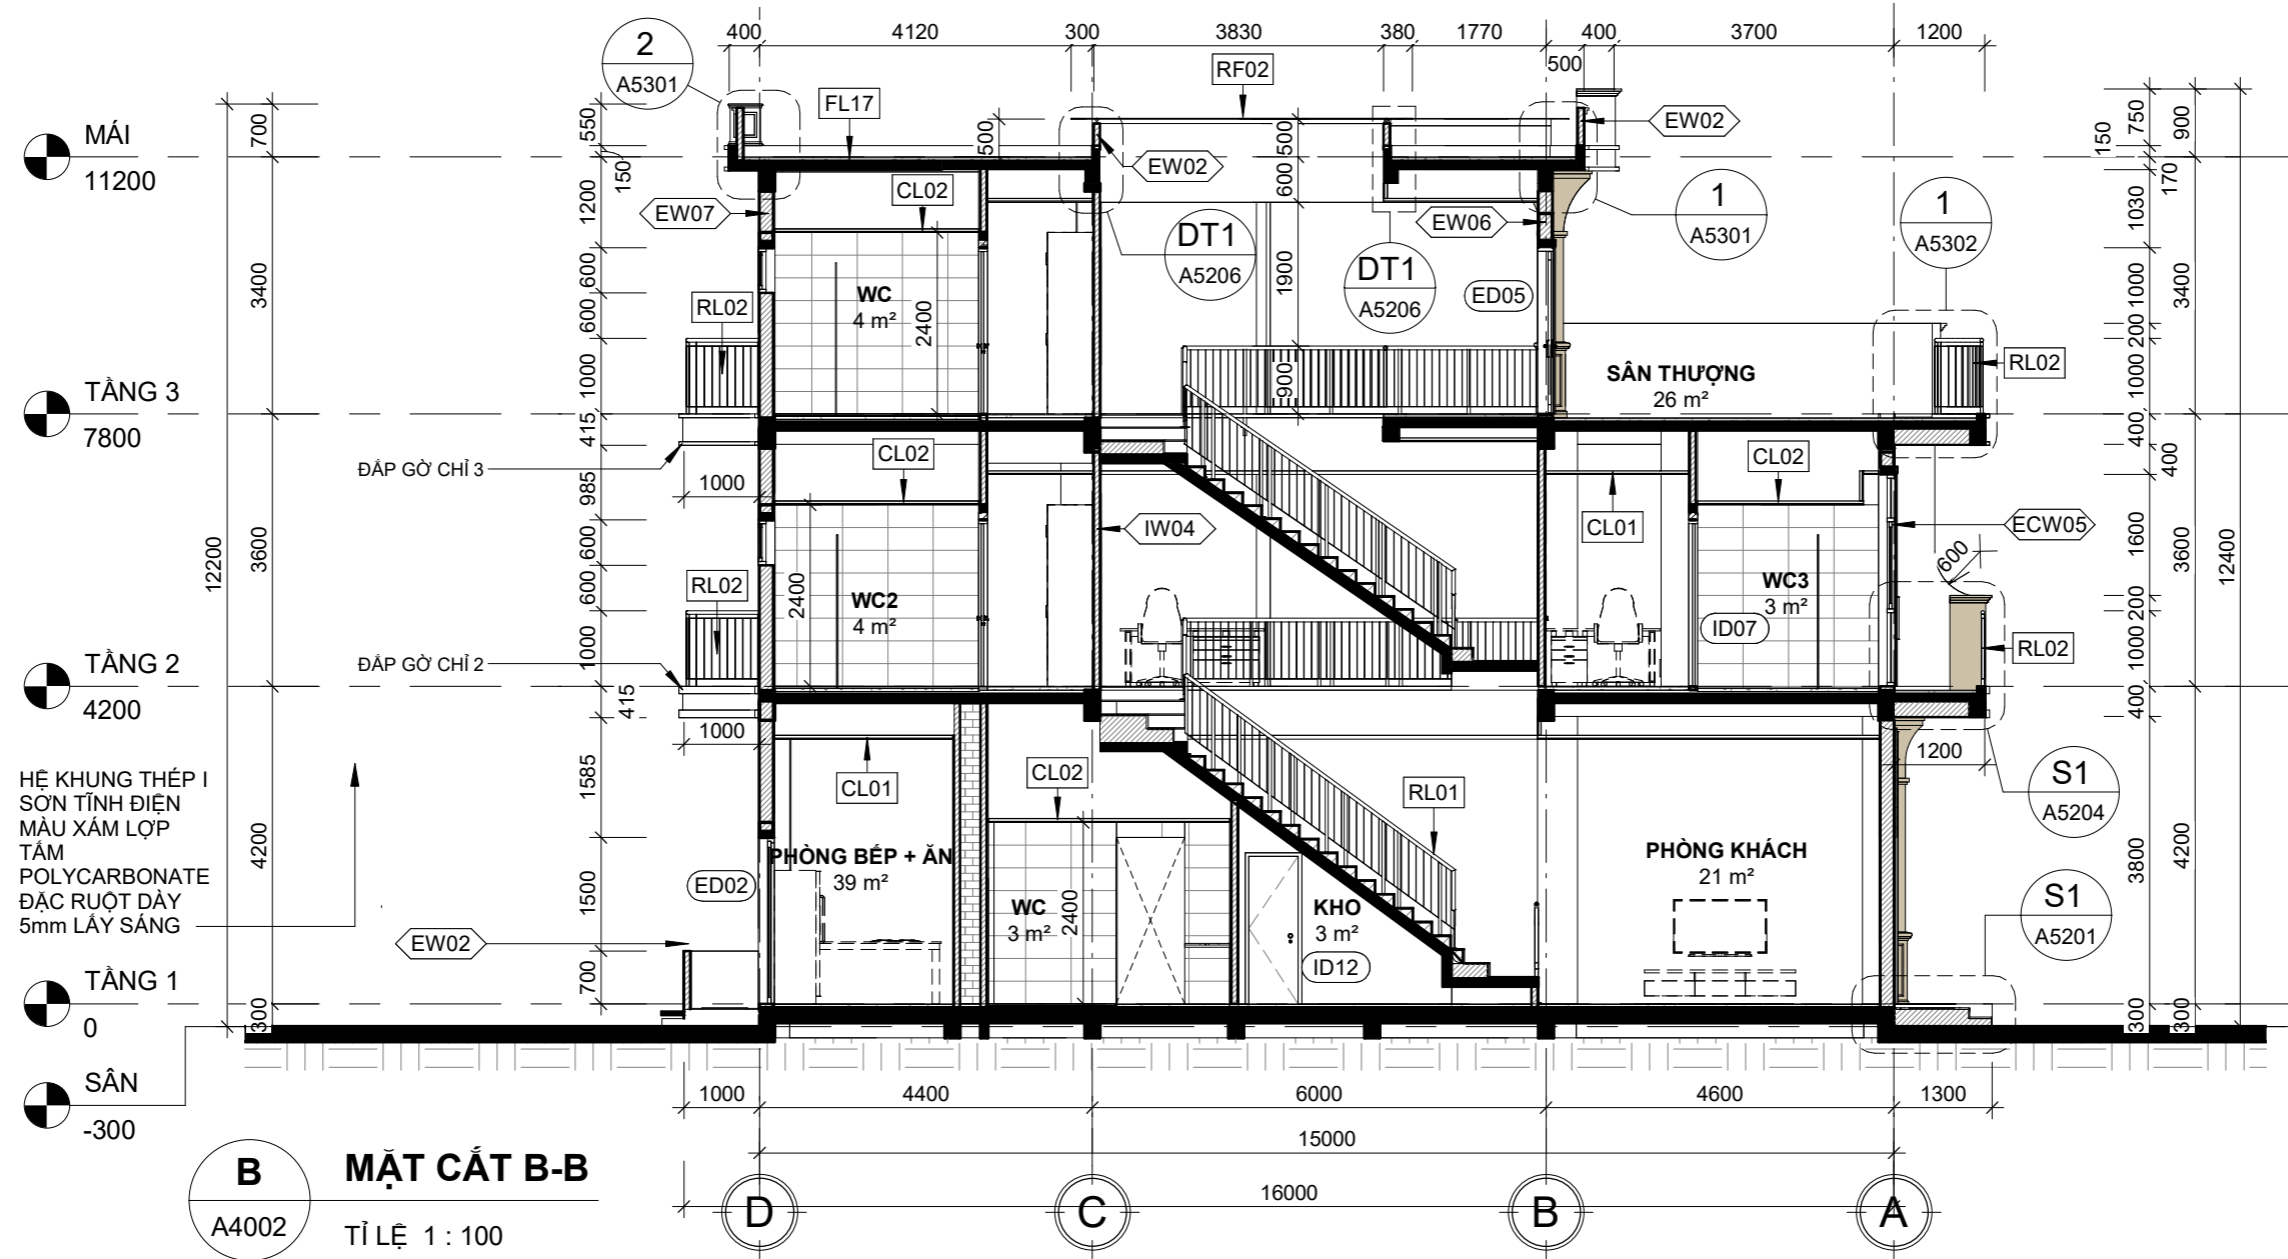 400 4120 300 3830 380 1770 400 3700 1200
500
2
A5301
RF02
FL17
EW02
EW02
MÁI
11200
700
550
150
500
500
150
750
900
EW07
CL02
1200
600
EW06
1
A5301
1
A5302
170
1030
DT1
A5206
DT1
A5206
ED05
WC
4 m²
2400
RL02
3400
600
600
1000
1900
900
SÂN THƯỢNG
26 m²
RL02
1000
200
1000
3400
TẦNG 3
7800
415
ĐẮP GỜ CHỈ 3
1000
985
CL02
CL02
CL01
400
400
IW04
ECW05
12200
3600
600
600
1000
RL02
2400
WC2
4 m²
WC3
3 m²
ID07
600
RL02
1600
200
1000
3600
12400
ĐẮP GỜ CHỈ 2
TẦNG 2
4200
415
1000
400
1200
1585
CL01
CL02
RL01
S1
A5204
HỆ KHUNG THÉP I
SƠN TĨNH ĐIỆN
MÀU XÁM LỢP
TẤM
POLYCARBONATE
ĐẶC RUỘT DÀY
5mm LẤY SÁNG
4200
1500
PHÒNG BẾP + ĂN
39 m²
ED02
PHÒNG KHÁCH
21 m²
3800
4200
S1
A5201
WC
3 m²
2400
KHO
3 m²
ID12
EW02
700
TẦNG 1
0
300
300
300
SÂN
-300
1000 4400 6000 4600 1300
15000
16000
D C B A
B
A4002
MẶT CẮT B-B
TỈ LỆ 1 : 100